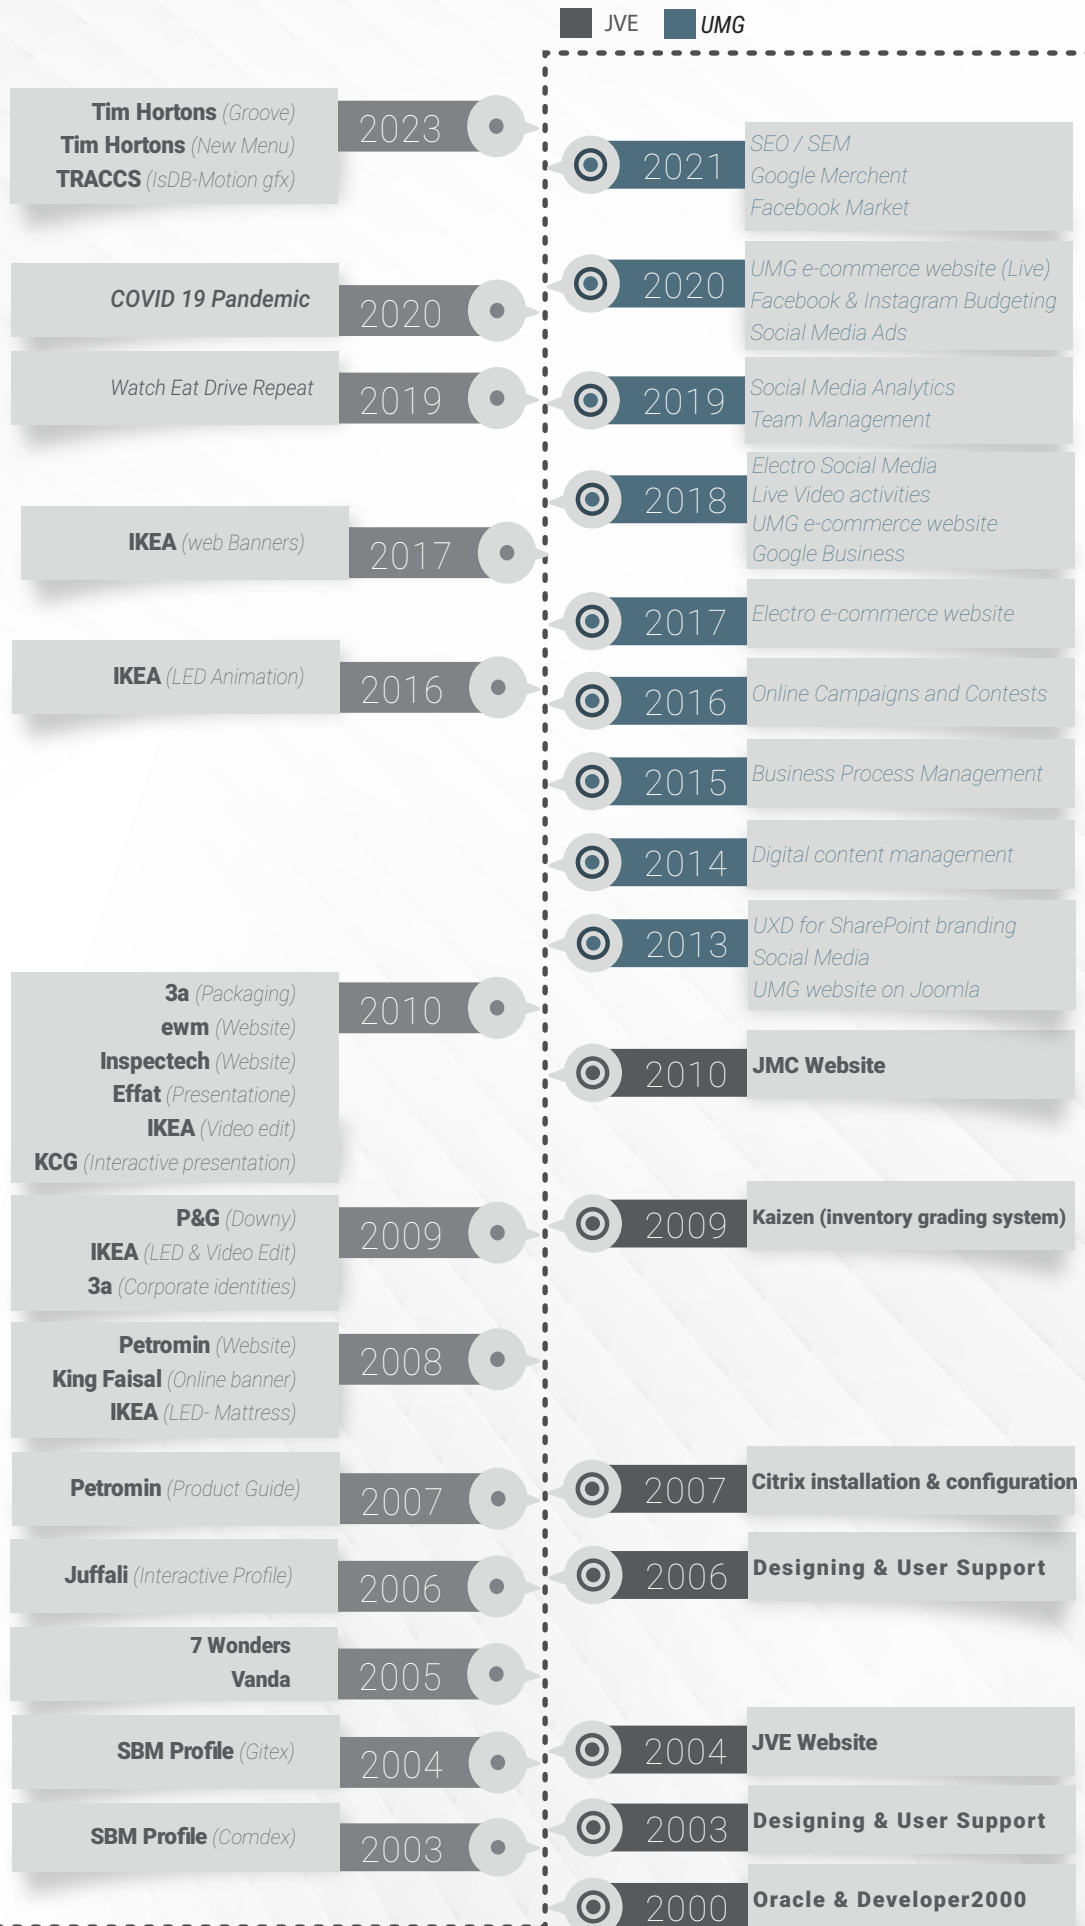 JVE UMG
Tim Hortons (Groove)
Tim Hortons (New Menu)
TRACCS (IsDB-Motion gfx)
2023
COVID 19 Pandemic
2020
Watch Eat Drive Repeat
2019
IKEA (web Banners)
2017
IKEA (LED Animation)
2016
3a (Packaging)
ewm (Website)
Inspectech (Website)
Effat (Presentatione)
IKEA (Video edit)
KCG (Interactive presentation)
2010
P&G (Downy)
IKEA (LED & Video Edit)
3a (Corporate identities)
2009
Petromin (Website)
King Faisal (Online banner)
IKEA (LED- Mattress)
2008
Petromin (Product Guide)
2007
Juffali (Interactive Profile)
2006
7 Wonders
Vanda
2005
SBM Profile (Gitex)
2004
SBM Profile (Comdex)
2003
2021
SEO / SEM
Google Merchent
Facebook Market
2020
UMG e-commerce website (Live)
Facebook & Instagram Budgeting
Social Media Ads
2019
Social Media Analytics
Team Management
2018
Electro Social Media
Live Video activities
UMG e-commerce website
Google Business
2017
Electro e-commerce website
2016
Online Campaigns and Contests
2015
Business Process Management
2014
Digital content management
2013
UXD for SharePoint branding
Social Media
UMG website on Joomla
2010
JMC Website
2009
Kaizen (inventory grading system)
2007
Citrix installation & configuration
2006
Designing & User Support
2004
JVE Website
2003
Designing & User Support
2000
Oracle & Developer2000